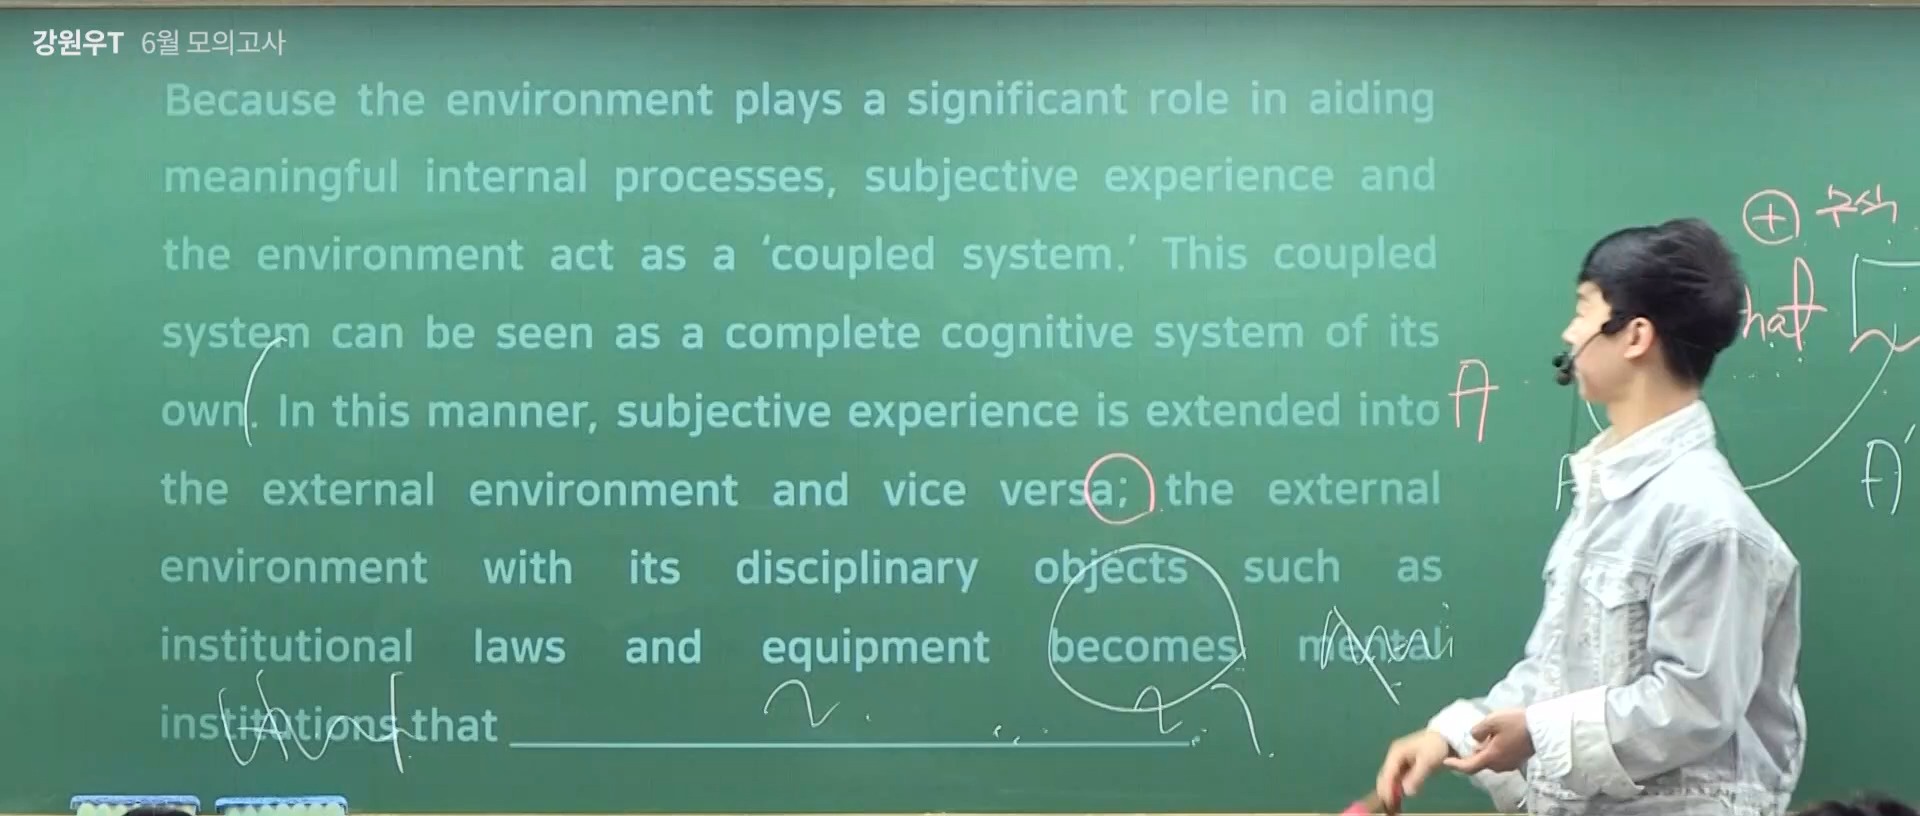 강원우T 6월 모의고사
Because the environment plays a significant role in aiding
meaningful internal processes, subjective experience and
the environment act as a ‘coupled system.’ This coupled
system can be seen as a complete cognitive system of its
own. In this manner, subjective experience is extended into
the external environment and vice versa; the external
environment with its disciplinary objects such as
institutional laws and equipment becomes mental
institutions that
+ 수식
hat
A
A'